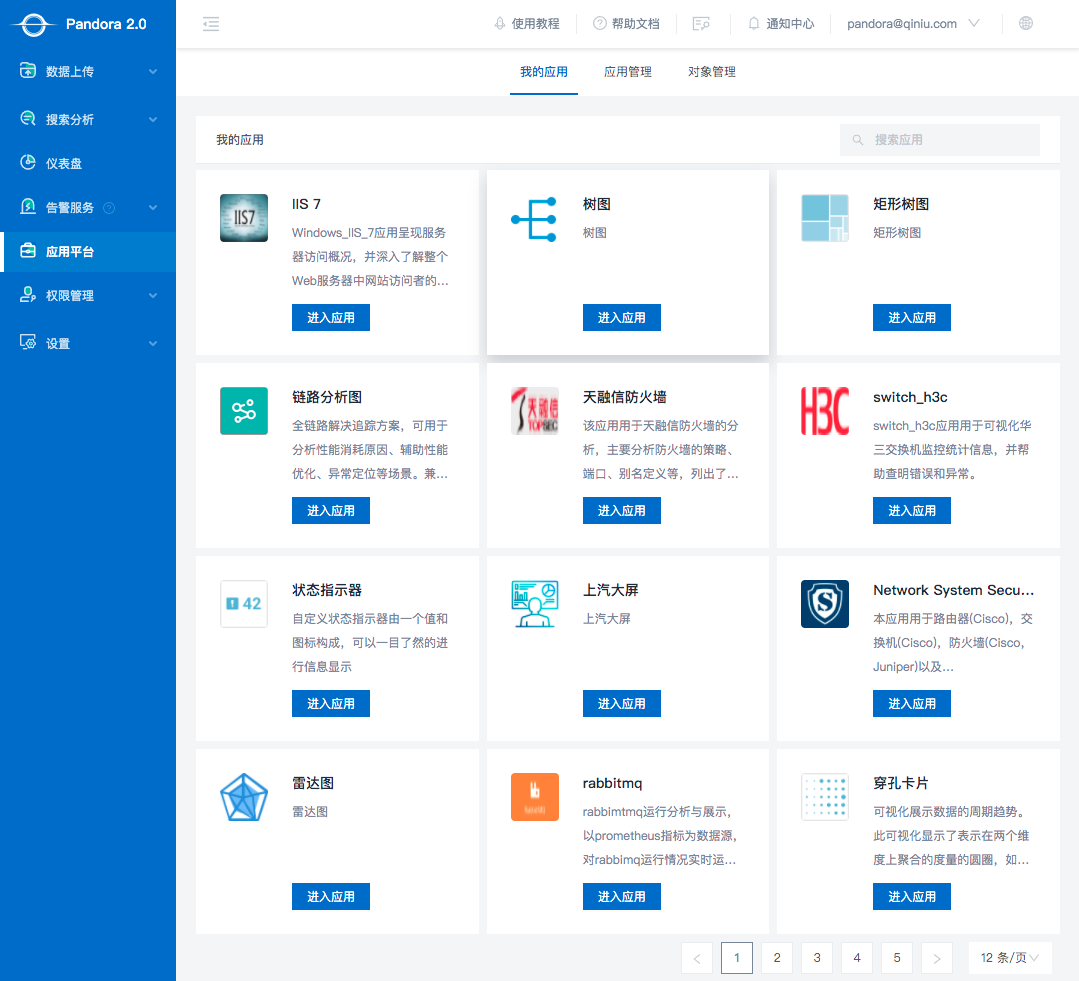 Pandora 2.0
使用教程
帮助文档
通知中心
pandora@qiniu.com
数据上传
搜索分析
仪表盘
告警服务
应用平台
权限管理
设置
我的应用
应用管理
对象管理
我的应用
搜索应用
IIS7
IIS 7
Windows_IIS_7应用呈现服务
器访问概况，并深入了解整个
Web服务器中网站访问者的...
进入应用
树图
树图
进入应用
矩形树图
矩形树图
进入应用
链路分析图
全链路解决追踪方案，可用于
分析性能消耗原因、辅助性能
优化、异常定位等场景。兼...
进入应用
天融信
TOPSEC
天融信防火墙
该应用用于天融信防火墙的分
析，主要分析防火墙的策略、
端口、别名定义等，列出了...
进入应用
H3C
switch_h3c
switch_h3c应用用于可视化华
三交换机监控统计信息，并帮
助查明错误和异常。
进入应用
42
状态指示器
自定义状态指示器由一个值和
图标构成，可以一目了然的进
行信息显示
进入应用
上汽大屏
上汽大屏
进入应用
S
Network System Secu...
本应用用于路由器(Cisco)，交
换机(Cisco)，防火墙(Cisco，
Juniper)以及...
进入应用
雷达图
雷达图
进入应用
rabbitmq
rabbimtmq运行分析与展示，
以prometheus指标为数据源，
对rabbimq运行情况实时运...
进入应用
穿孔卡片
可视化展示数据的周期趋势。
此可视化显示了表示在两个维
度上聚合的度量的圆圈，如...
进入应用
1
2
3
4
5
12 条/页